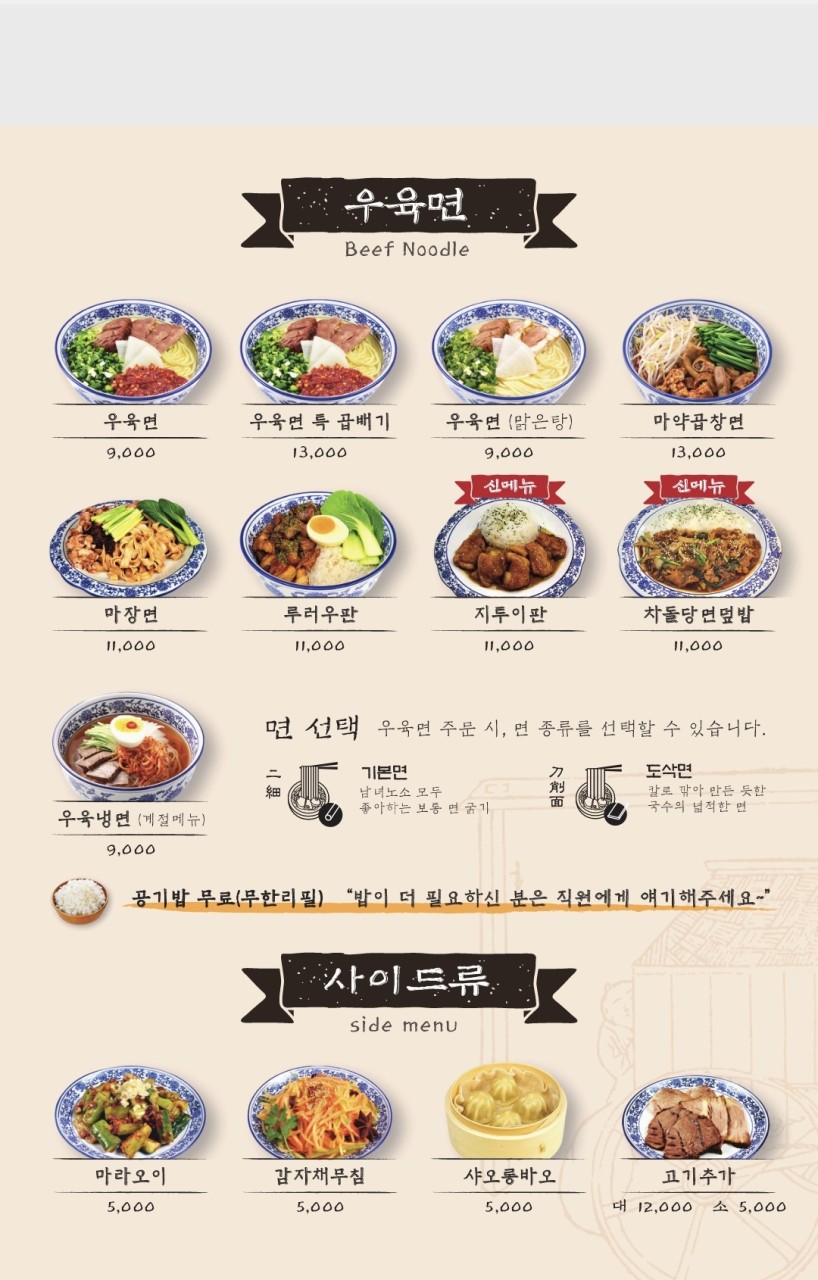 우육면
Beef Noodle
우육면
9,000
우육면 특 곱배기
13,000
우육면 (맑은탕)
9,000
마약곱창면
13,000
마장면
11,000
루러우판
11,000
신메뉴
지투이판
11,000
신메뉴
차돌당면덮밥
11,000
우육냉면 (계절메뉴)
9,000
면 선택 우육면 주문 시, 면 종류를 선택할 수 있습니다.
二細
기본면
남녀노소 모두
좋아하는 보통 면 굵기
刀削面
도삭면
칼로 깎아 만든 듯한
국수의 넓적한 면
공기밥 무료(무한리필) “밥이 더 필요하신 분은 직원에게 얘기해주세요~”
사이드류
side menu
마라오이
5,000
감자채무침
5,000
샤오롱바오
5,000
고기추가
대 12,000 소 5,000